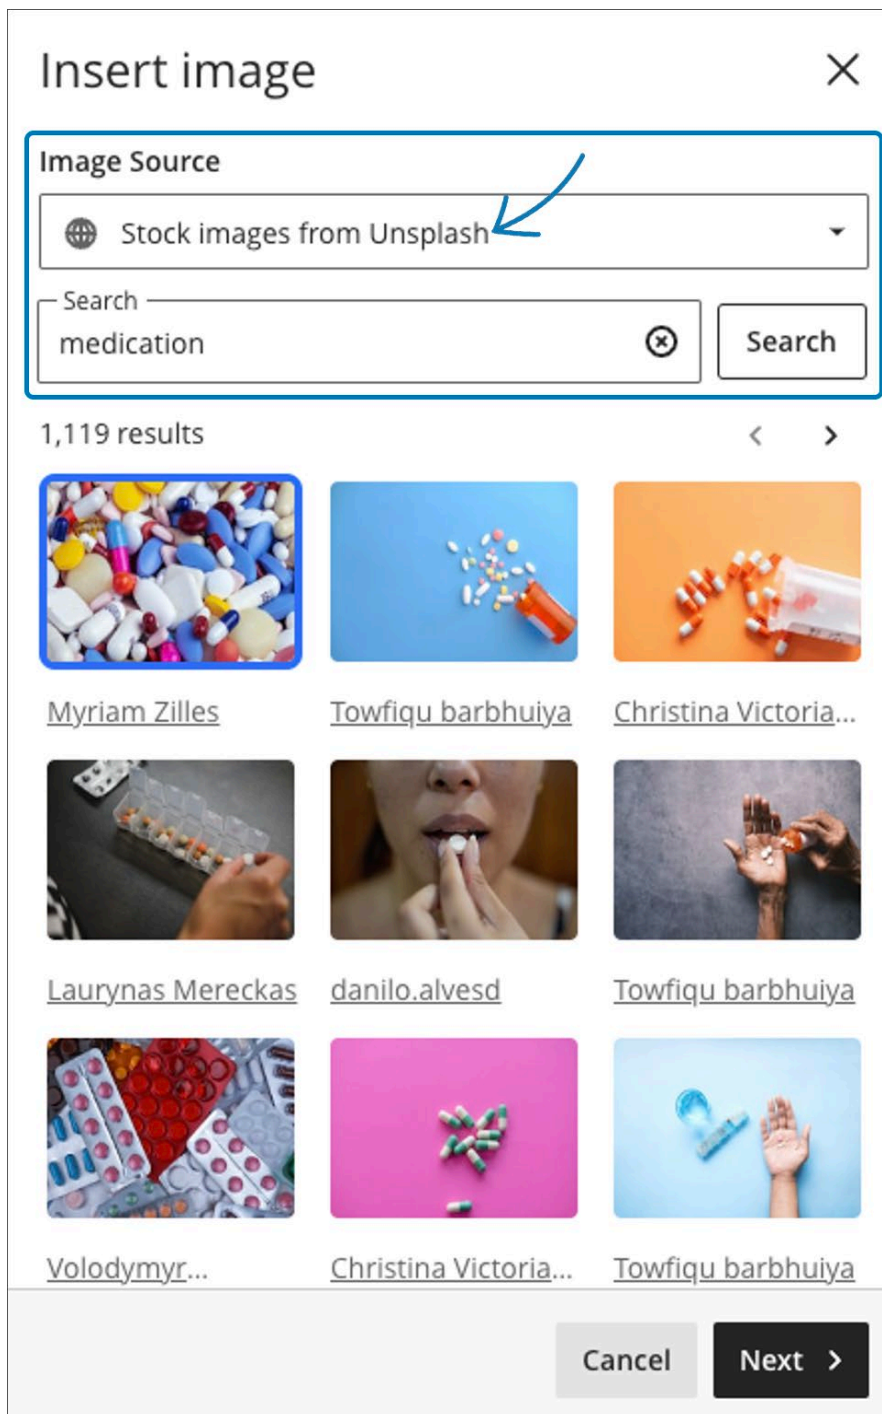 Insert image
Image Source
Stock images from Unsplash
Search
medication
Search
1,119 results
Myriam Zilles
Towfiqu barbhuiya
Christina Victoria...
Laurynas Mereckas
danilo.alvesd
Towfiqu barbhuiya
Volodymyr...
Christina Victoria...
Towfiqu barbhuiya
Cancel
Next